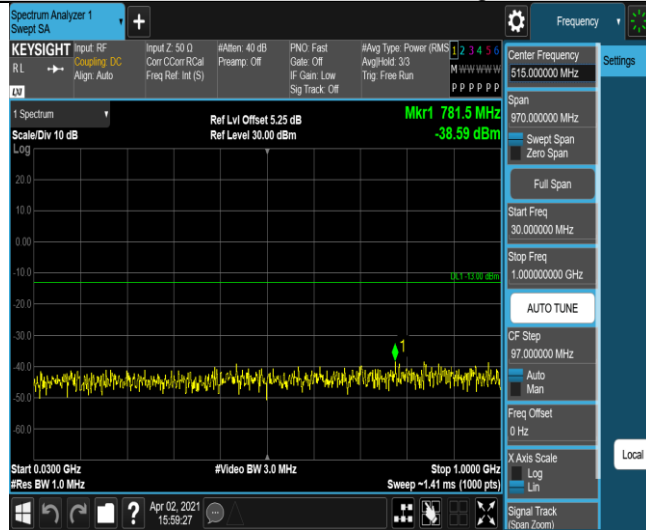 Spectrum Analyzer 1
Swept SA
Frequency
KEYSIGHT
RL
LXI
Input: RF
Coupling: DC
Align: Auto
Input Z: 50 Ω
Corr CCorr RCal
Freq Ref: Int (S)
#Atten: 40 dB
Preamp: Off
PNO: Fast
Gate: Off
IF Gain: Low
Sig Track: Off
#Avg Type: Power (RMS
Avg|Hold: 3/3
Trig: Free Run
1 2 3 4 5 6
M W W W W W
P P P P P P
1 Spectrum
Scale/Div 10 dB
Log
Ref Lvl Offset 5.25 dB
Ref Level 30.00 dBm
Mkr1 781.5 MHz
-38.59 dBm
20.0
10.0
0.00
-10.0
DL1 -13.00 dBm
-20.0
-30.0
1
-40.0
-50.0
-60.0
Start 0.0300 GHz
#Video BW 3.0 MHz
Stop 1.0000 GHz
#Res BW 1.0 MHz
Sweep ~1.41 ms (1000 pts)
Apr 02, 2021
15:59:27
Center Frequency
515.000000 MHz
Settings
Span
970.000000 MHz
Swept Span
Zero Span
Full Span
Start Freq
30.000000 MHz
Stop Freq
1.000000000 GHz
AUTO TUNE
CF Step
97.000000 MHz
Auto
Man
Freq Offset
0 Hz
X Axis Scale
Log
Lin
Local
Signal Track
(Span Zoom)